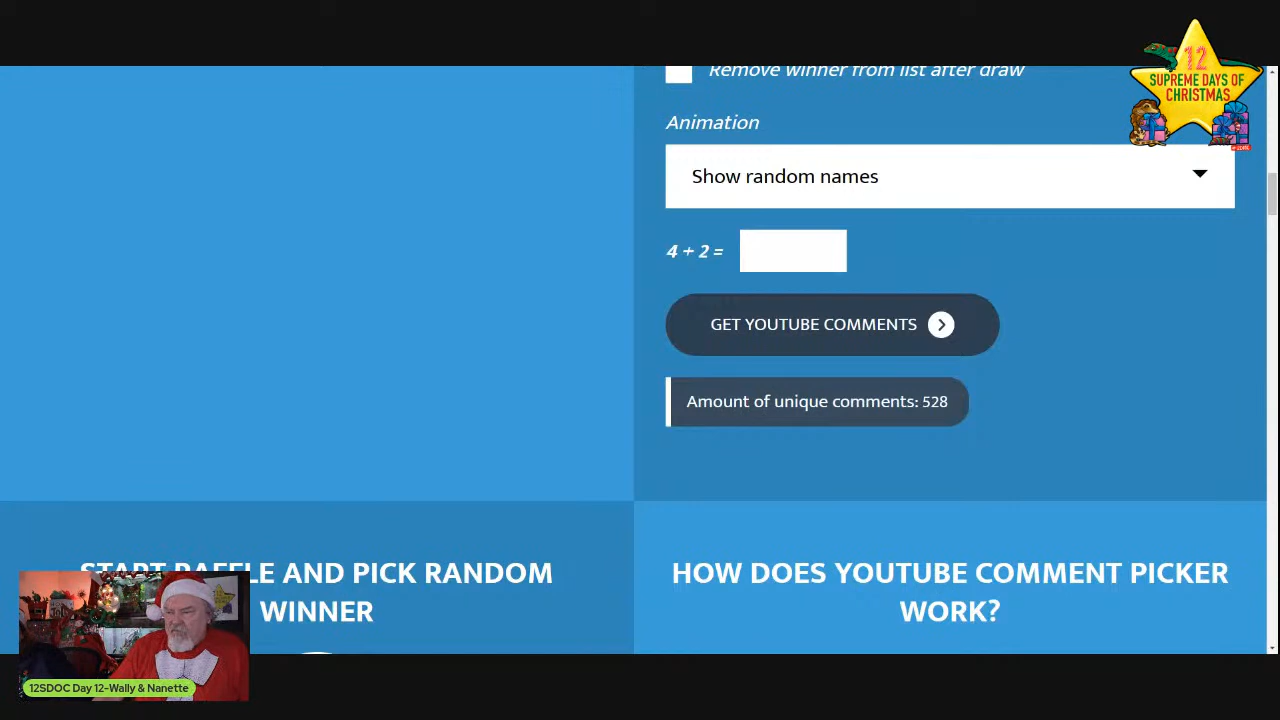 Remove winner from list after draw
12
SUPREME DAYS OF
CHRISTMAS
Animation
Show random names
4 + 2 =
GET YOUTUBE COMMENTS
Amount of unique comments: 528
START RAFFLE AND PICK RANDOM
WINNER
HOW DOES YOUTUBE COMMENT PICKER
WORK?
12SDOC Day 12-Wally & Nanette